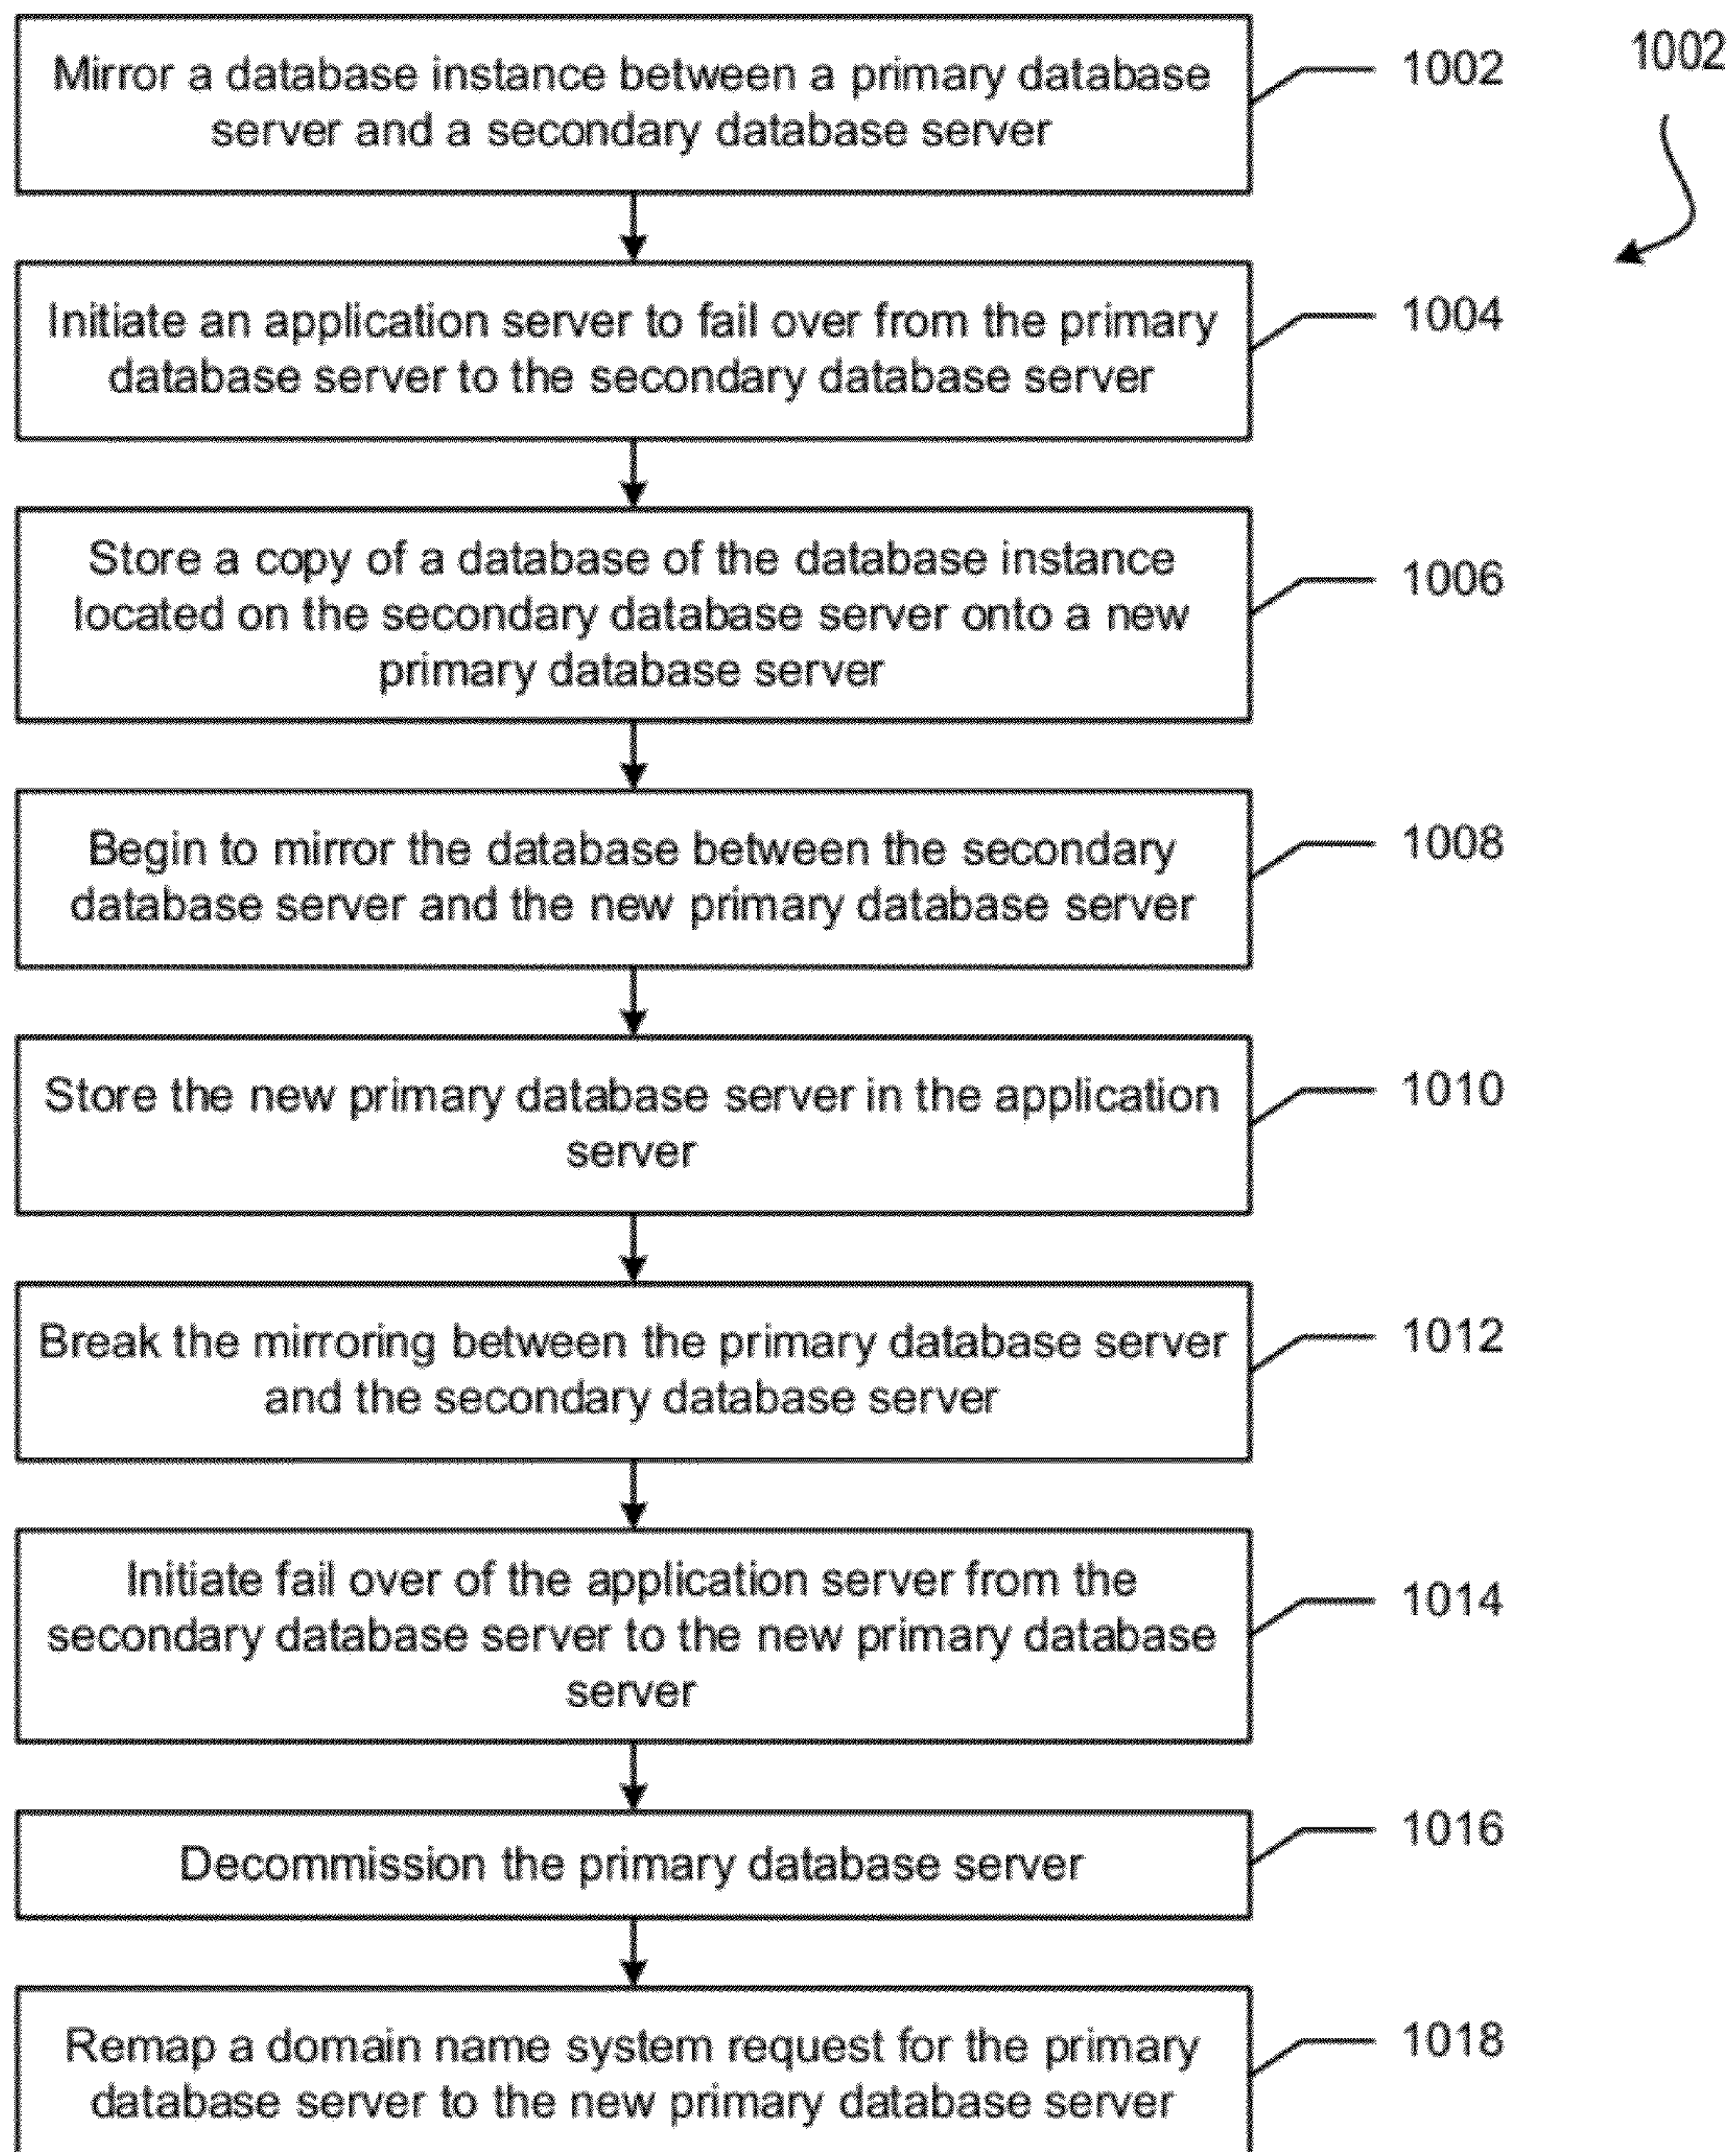 Mirror a database instance between a primary database
server and a secondary database server
1002
1002
Initiate an application server to fail over from the primary
database server to the secondary database server
1004
Store a copy of a database of the database instance
located on the secondary database server onto a new
primary database server
1006
Begin to mirror the database between the secondary
database server and the new primary database server
1008
Store the new primary database server in the application
server
1010
Break the mirroring between the primary database server
and the secondary database server
1012
Initiate fail over of the application server from the
secondary database server to the new primary database
server
1014
Decommission the primary database server
1016
Remap a domain name system request for the primary
database server to the new primary database server
1018